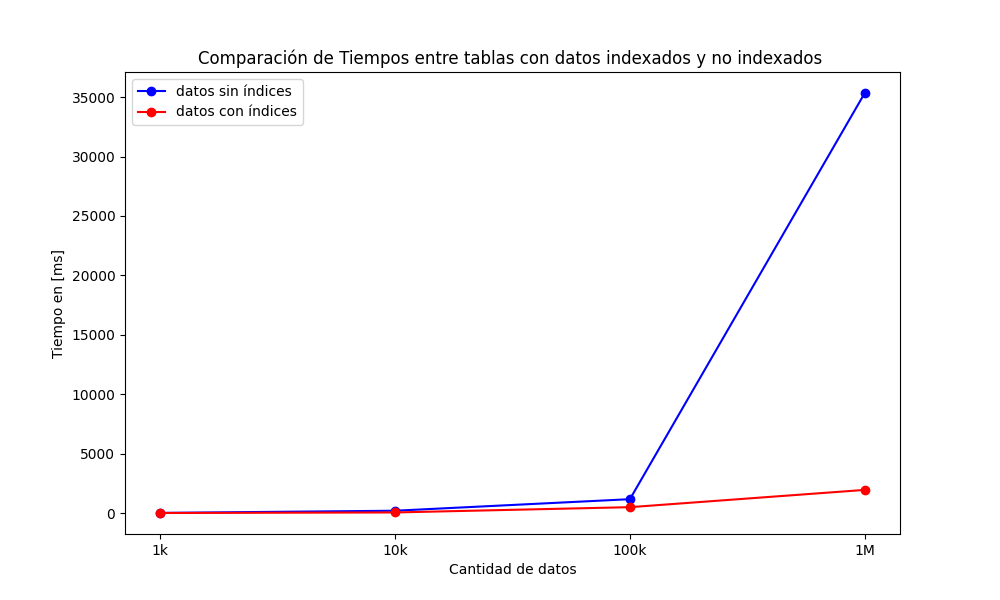 Comparación de Tiempos entre tablas con datos indexados y no indexados
datos sin índices
datos con índices
35000
30000
25000
20000
15000
10000
5000
0
Tiempo en [ms]
1k
10k
100k
1M
Cantidad de datos